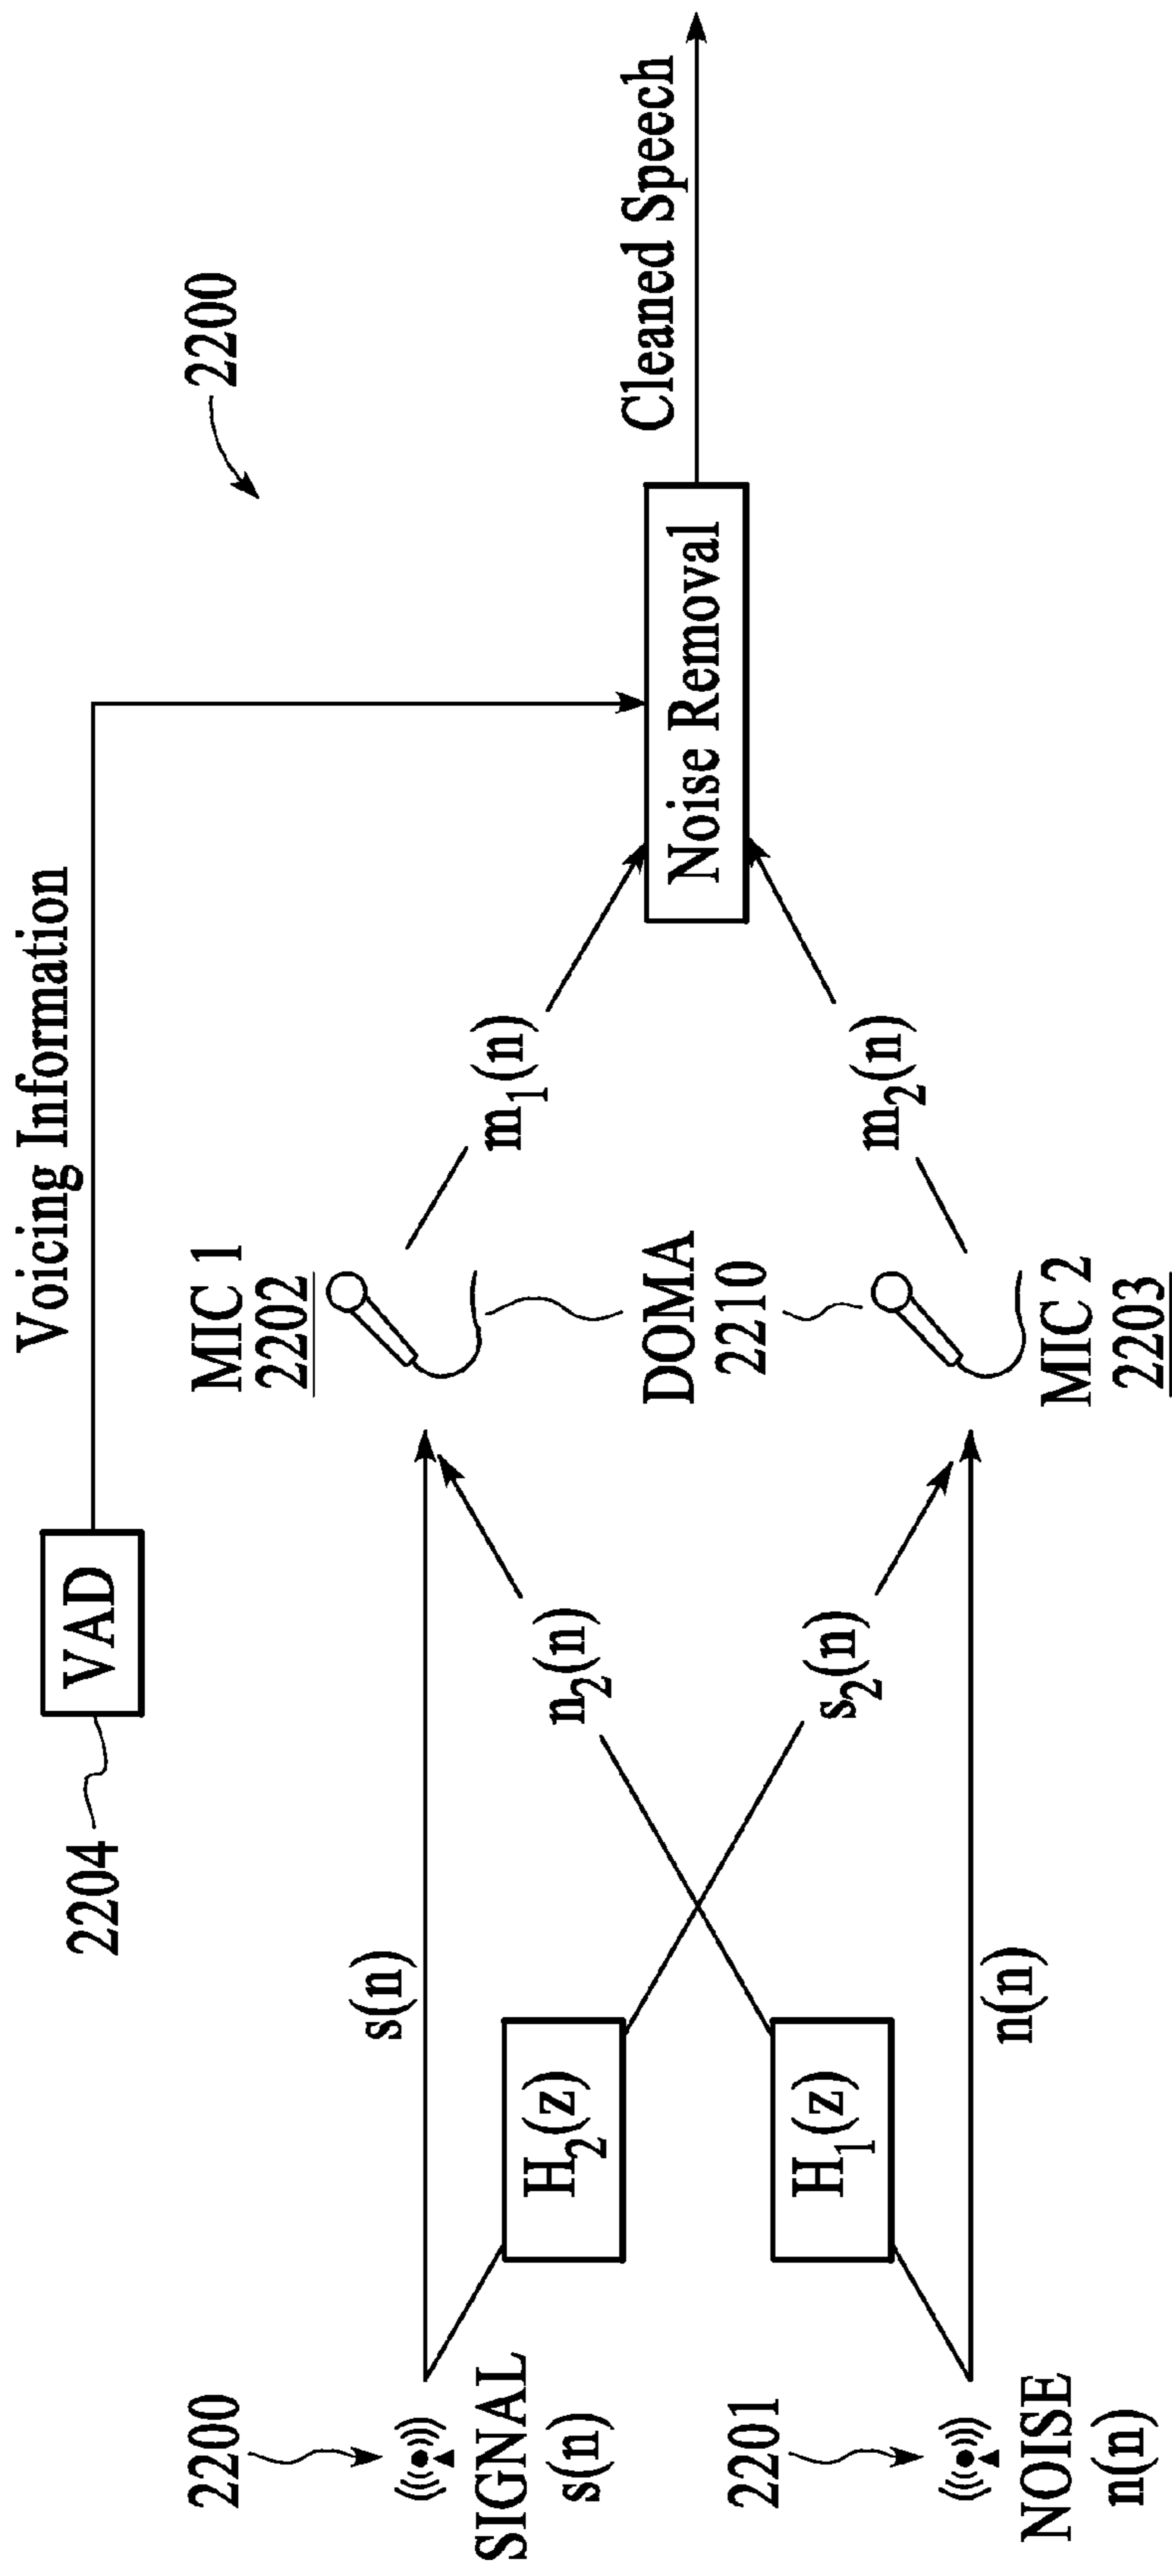 Voicing Information
VAD
2204
2200
MIC 1
2202
s(n)
2200
SIGNAL
s(n)
H₂(z)
n₂(n)
m₁(n)
Cleaned Speech
Noise Removal
DOMA
2210
2201
NOISE
n(n)
H₁(z)
s₂(n)
m₂(n)
n(n)
MIC 2
2203